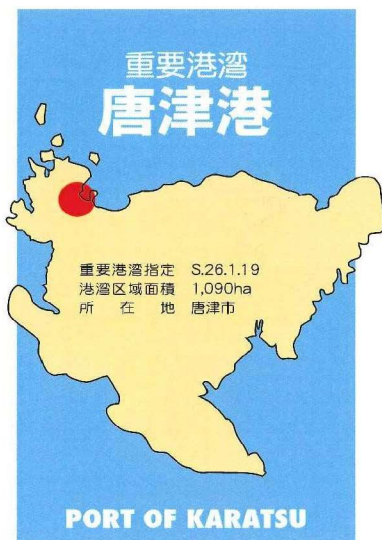 重要港湾
唐津港
重要港湾指定 S.26.1.19
港湾区域面積 1,090ha
所在地 唐津市
PORT OF KARATSU